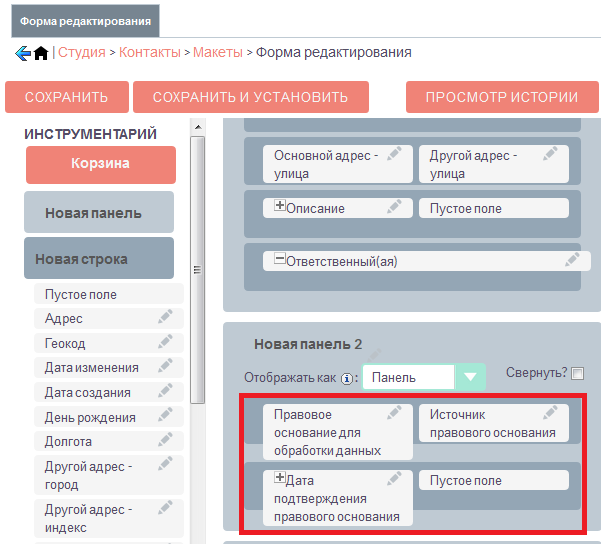 Форма редактирования
Студия > Контакты > Макеты > Форма редактирования
СОХРАНИТЬ
СОХРАНИТЬ И УСТАНОВИТЬ
ПРОСМОТР ИСТОРИИ
ИНСТРУМЕНТАРИЙ
Корзина
Новая панель
Новая строка
Пустое поле
Адрес
Геокод
Дата изменения
Дата создания
День рождения
Долгота
Другой адрес -
город
Другой адрес -
индекс
Основной адрес -
улица
Другой адрес -
улица
Описание
Пустое поле
Ответственный(ая)
Новая панель 2
Отображать как i:
Панель
Свернуть?
Правовое
основание для
обработки данных
Источник
правового основания
Дата
подтверждения
правового основания
Пустое поле